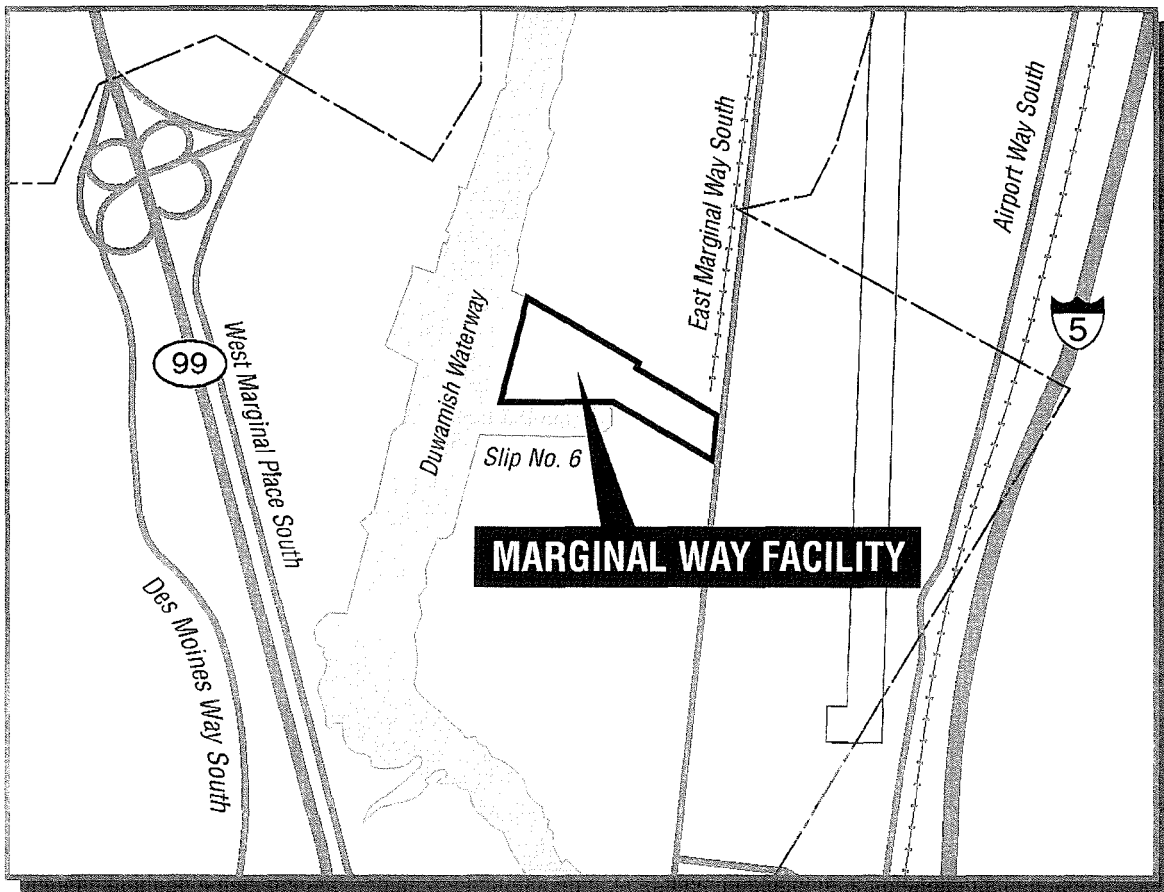 East Marginal Way South
Airport Way South
5
99
West Marginal Place South
Duwamish Waterway
Slip No. 6
MARGINAL WAY FACILITY
Des Moines Way South